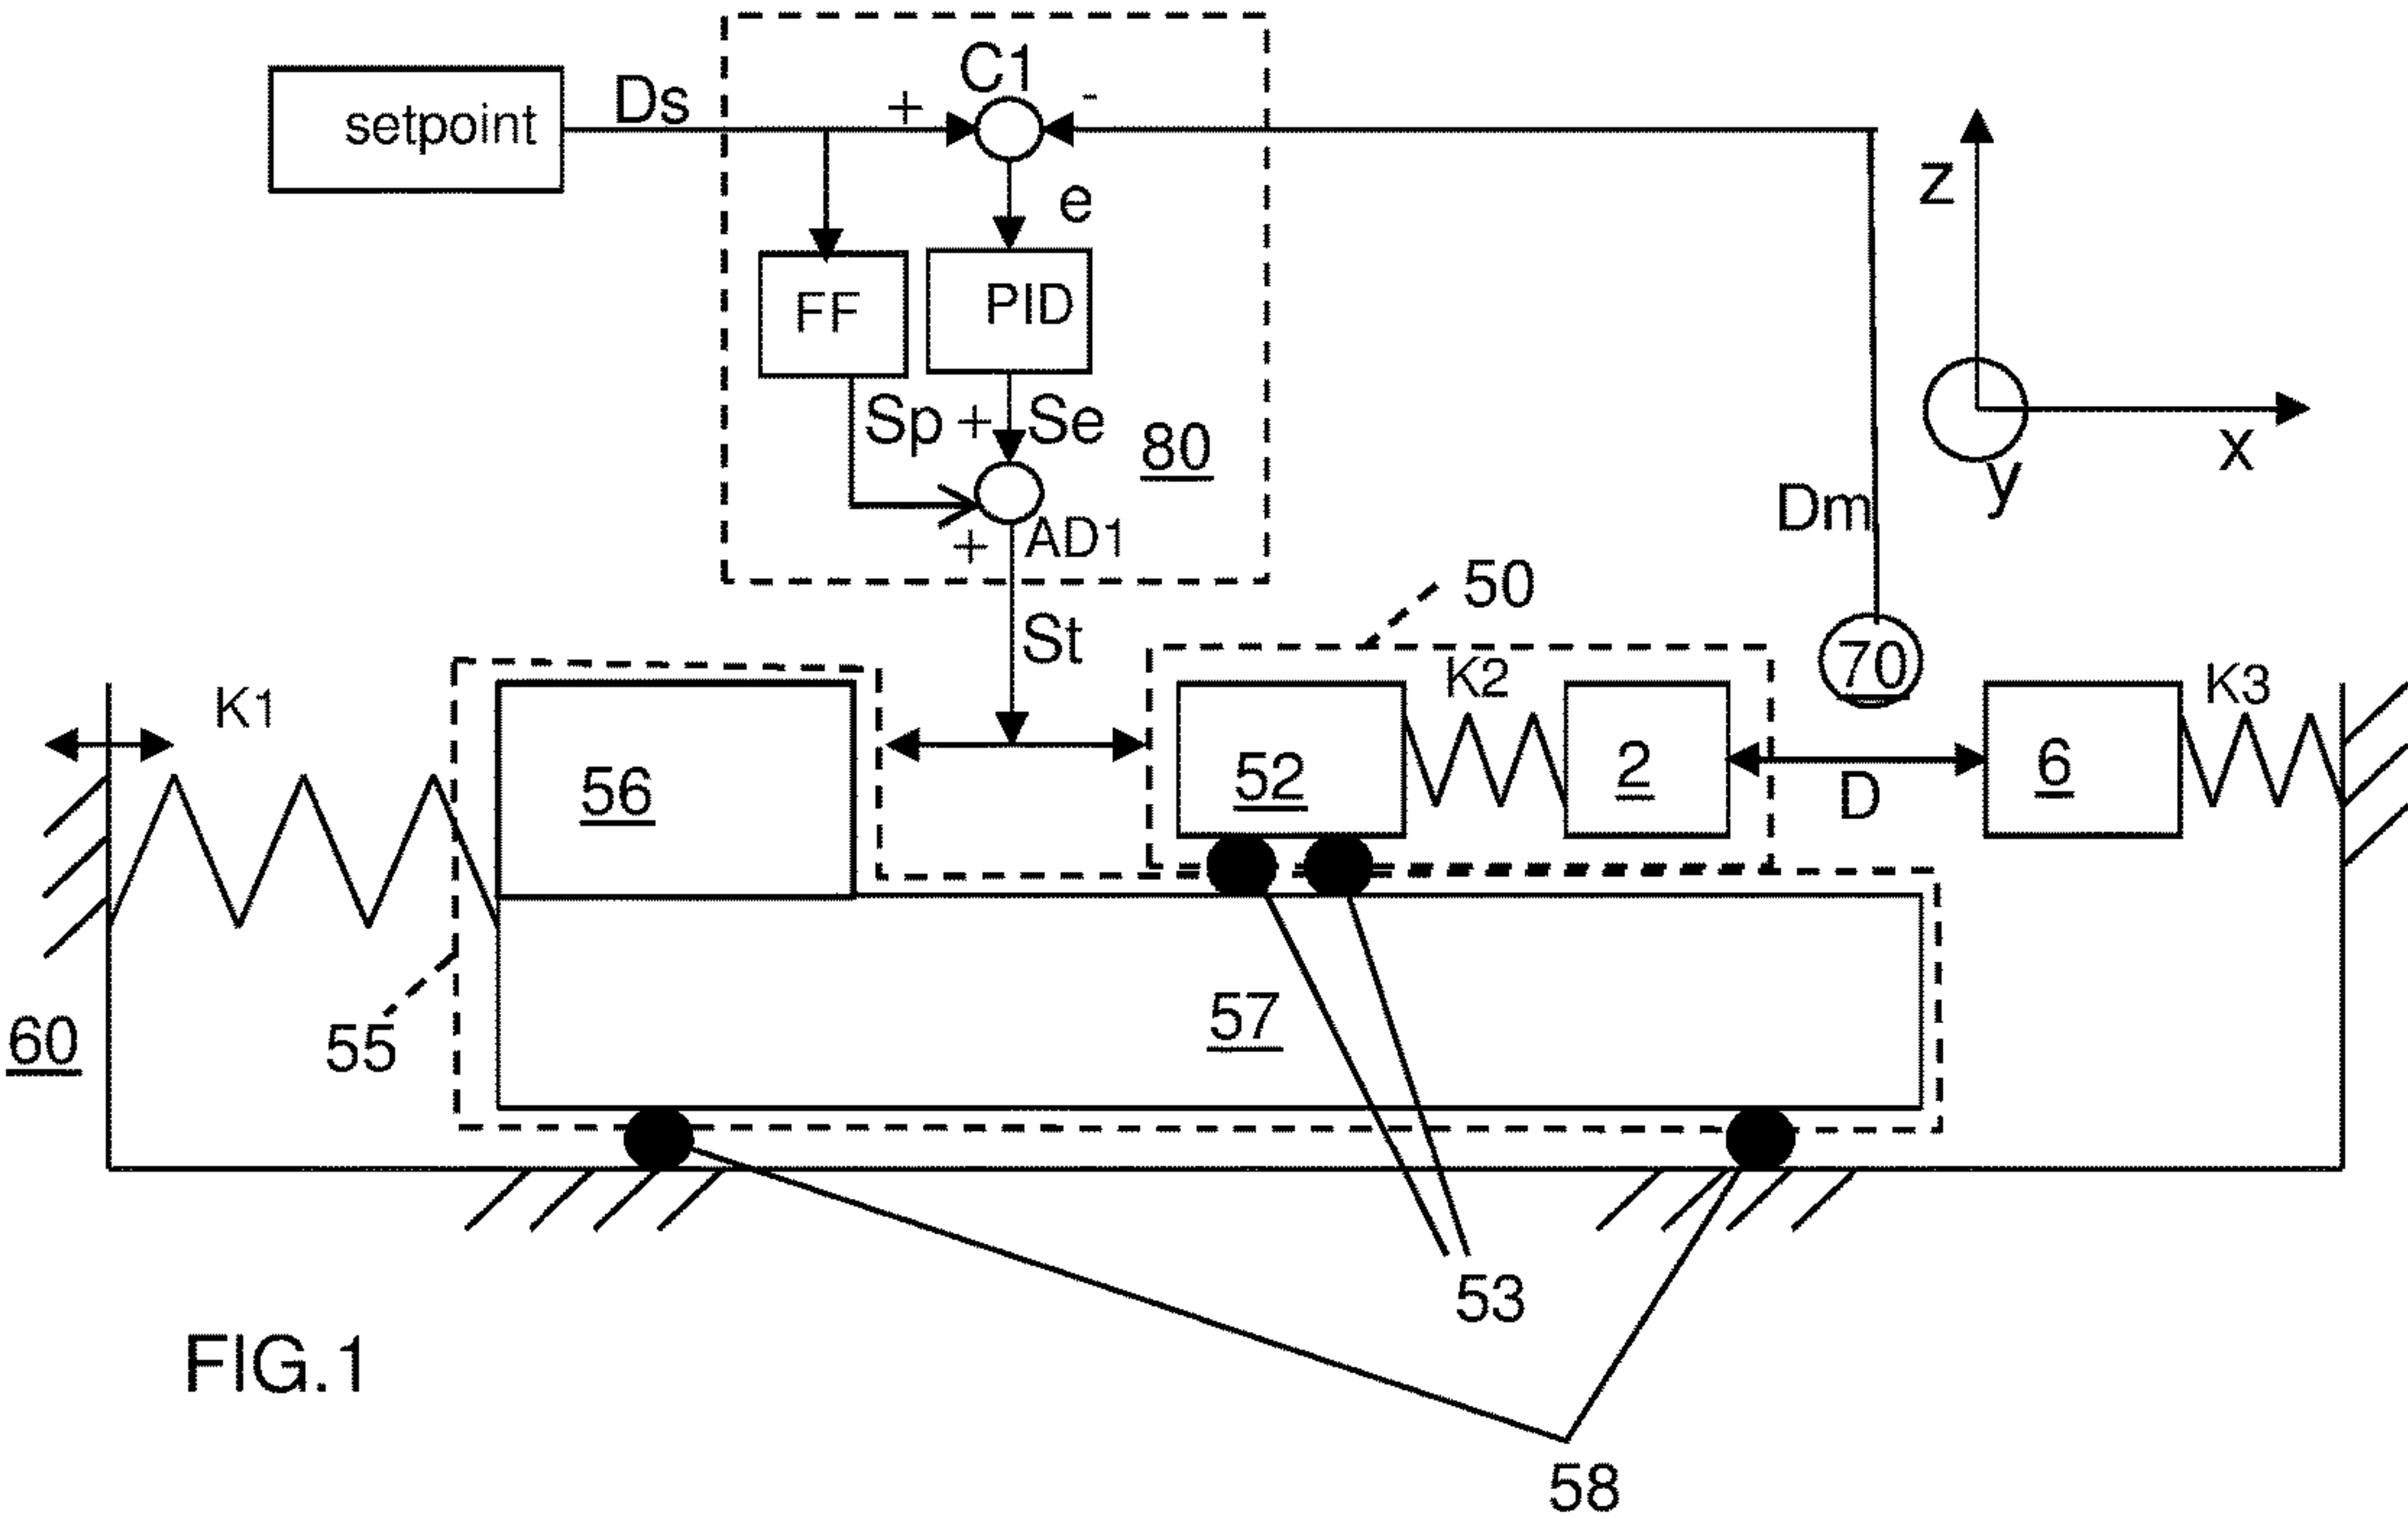 C1
setpoint
Ds
+
-
z
e
FF
PID
Sp
+
Se
80
x
y
Dm
+
AD1
50
St
70
K1
K2
K3
56
52
2
D
6
57
60
55
53
FIG.1
58